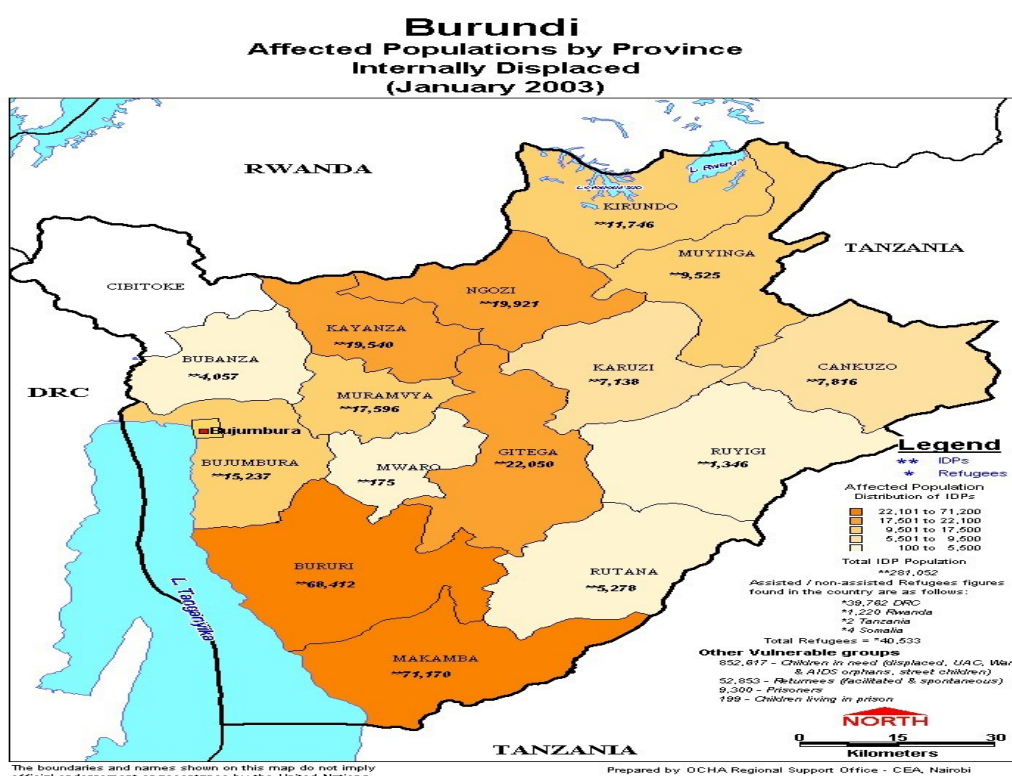 Burundi
Affected Populations by Province
Internally Displaced
(January 2003)
RWANDA
L. Rweru
KIRUNDO
**11,746
MUYINGA
**9,525
TANZANIA
CIBITOKE
NGOZI
**19,921
KAYANZA
**19,540
BUBANZA
**4,057
KARUZI
**7,138
CANKUZO
**7,816
DRC
MURAMVYA
**17,596
Bujumbura
BUJUMBURA
**15,237
MWARO
**175
GITEGA
**22,050
RUYIGI
**1,346
BURURI
**68,412
RUTANA
**5,278
MAKAMBA
**71,170
L. Tanganyika
TANZANIA
Legend
** IDPs
* Refugees
Affected Population
Distribution of IDPs
22,101 to 71,200
17,501 to 22,100
9,501 to 17,500
5,501 to 9,500
100 to 5,500
Total IDP Population
**281,052
Assisted / non-assisted Refugees figures
found in the country are as follows:
*39,762 DRC
*1,220 Rwanda
*2 Tanzania
*4 Somalia
Total Refugees = *40,533
Other Vulnerable groups
852,617 - Children in need (displaced, UAC, War
& AIDS orphans, street children)
52,853 - Returnees (facilitated & spontaneous)
9,300 - Prisoners
199 - Children living in prison
NORTH
0 15 30
Kilometers
The boundaries and names shown on this map do not imply
Prepared by OCHA Regional Support Office - CEA, Nairobi